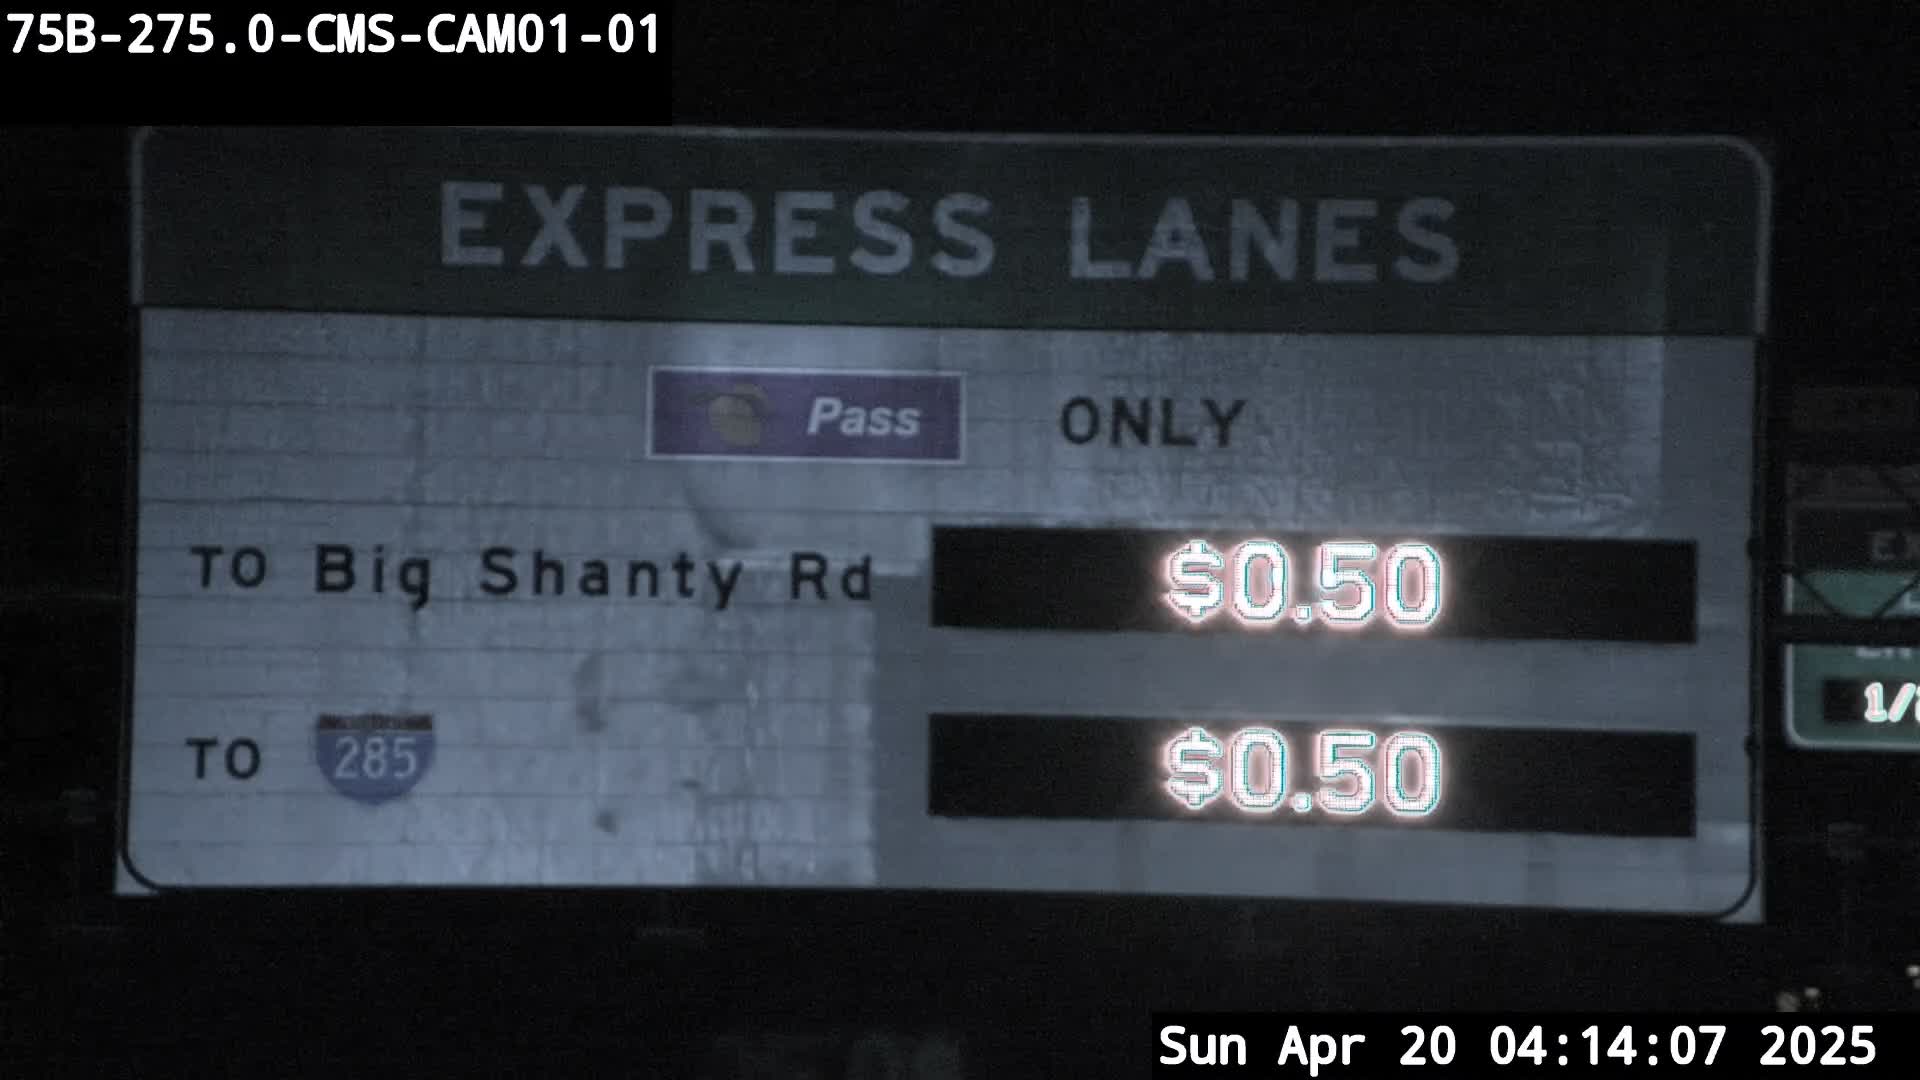 75B-275.0-CMS-CAM01-01
EXPRESS LANES
Pass ONLY
TO Big Shanty Rd $0.50
TO 285 $0.50
Sun Apr 20 04:14:07 2025